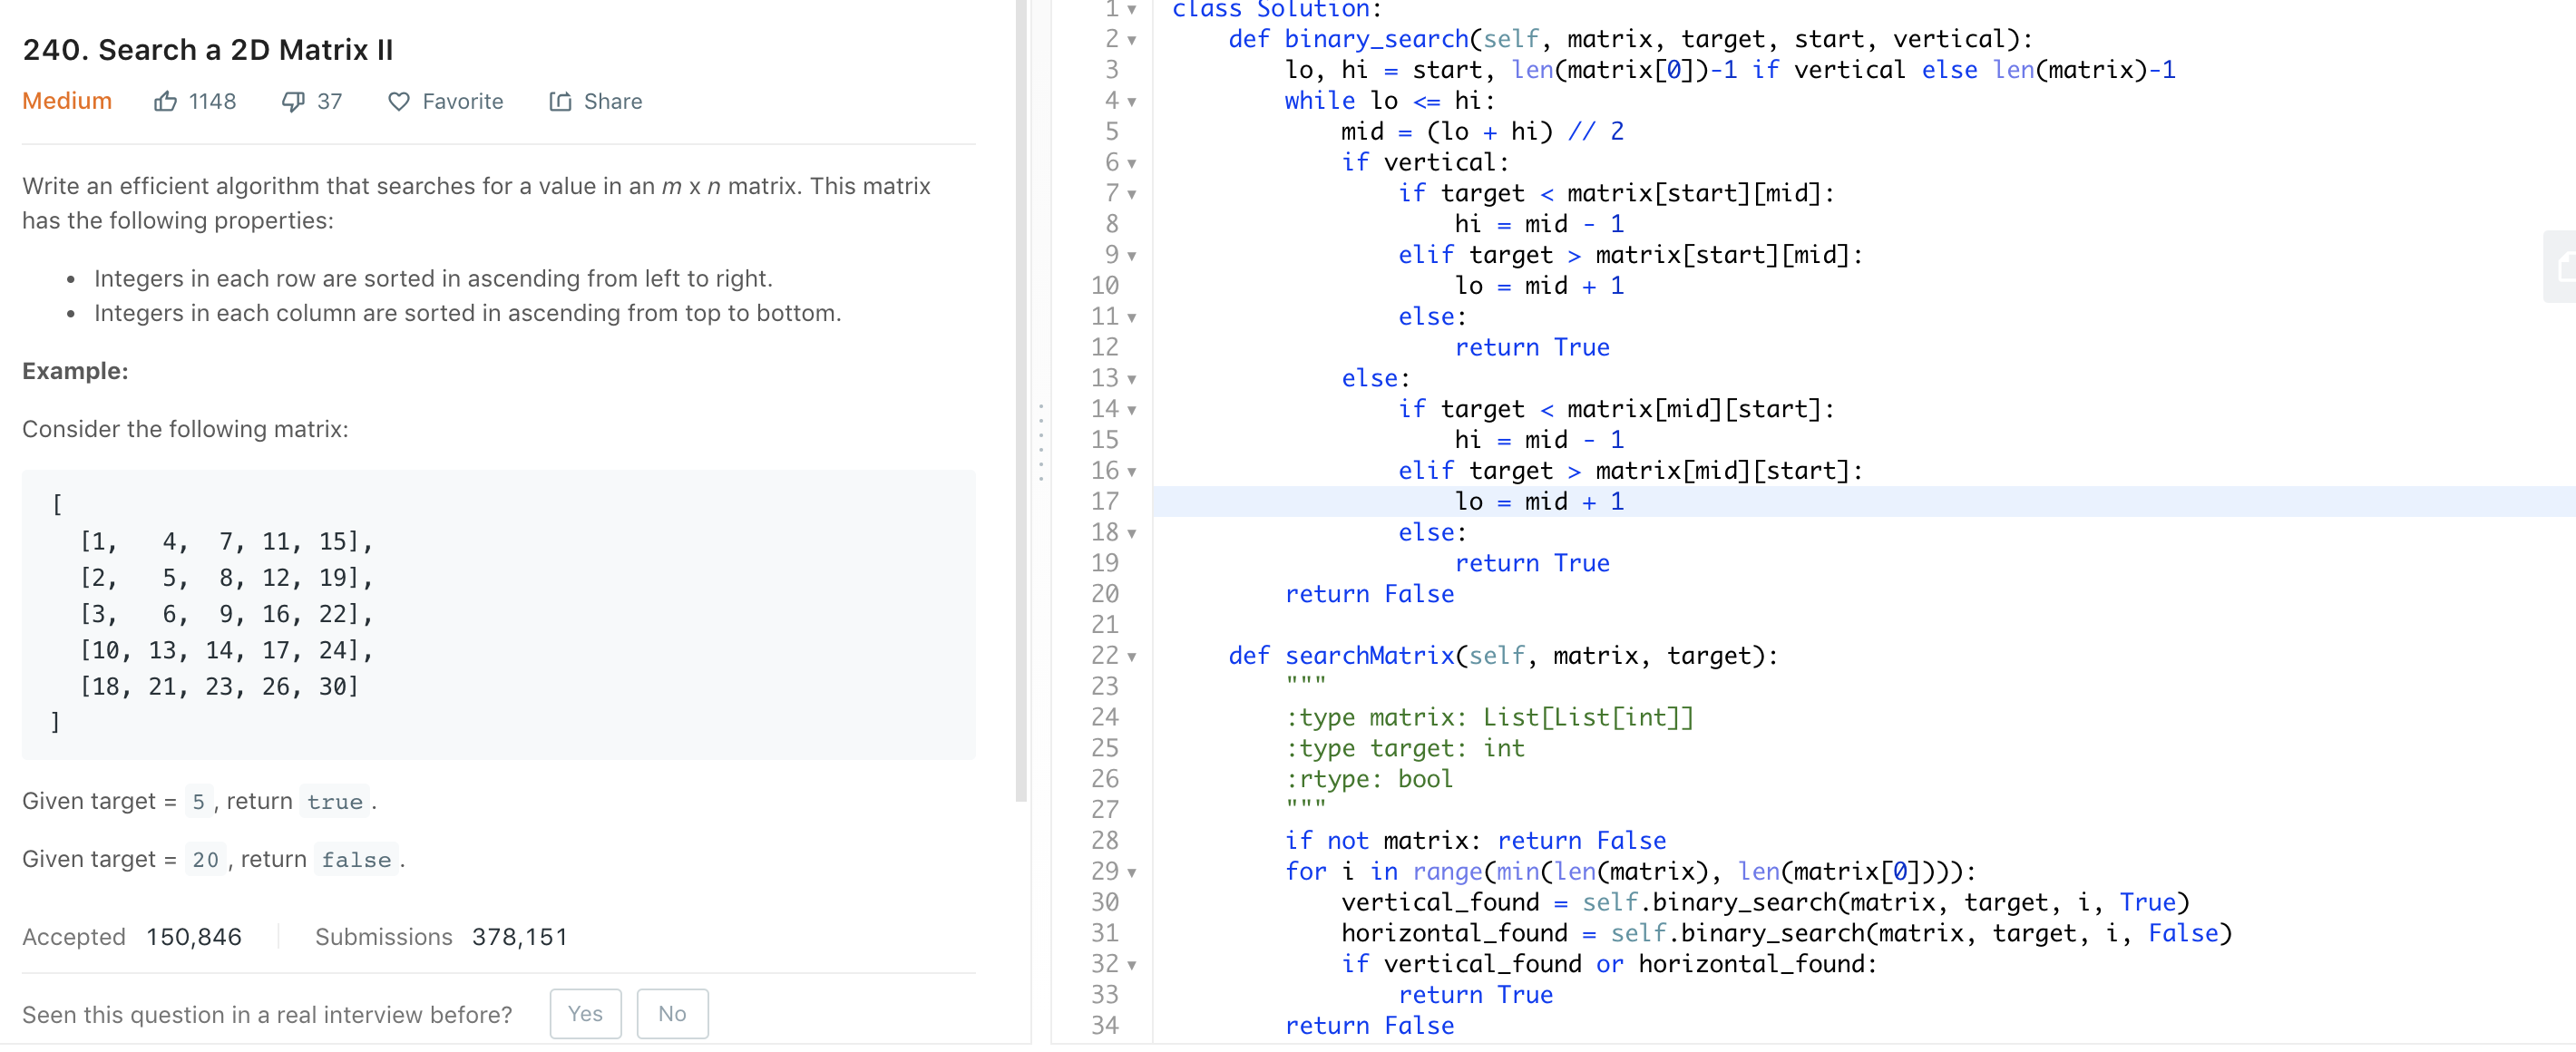 240. Search a 2D Matrix II
Medium 1148 37 Favorite Share
Write an efficient algorithm that searches for a value in an m x n matrix. This matrix
has the following properties:
• Integers in each row are sorted in ascending from left to right.
• Integers in each column are sorted in ascending from top to bottom.
Example:
Consider the following matrix:
[
  [1,   4,  7, 11, 15],
  [2,   5,  8, 12, 19],
  [3,   6,  9, 16, 22],
  [10, 13, 14, 17, 24],
  [18, 21, 23, 26, 30]
]
Given target = 5, return true.
Given target = 20, return false.
Accepted 150,846 Submissions 378,151
Seen this question in a real interview before? Yes No
1 class Solution:
2     def binary_search(self, matrix, target, start, vertical):
3         lo, hi = start, len(matrix[0])-1 if vertical else len(matrix)-1
4         while lo <= hi:
5             mid = (lo + hi) // 2
6             if vertical:
7                 if target < matrix[start][mid]:
8                     hi = mid - 1
9                 elif target > matrix[start][mid]:
10                     lo = mid + 1
11                 else:
12                     return True
13             else:
14                 if target < matrix[mid][start]:
15                     hi = mid - 1
16                 elif target > matrix[mid][start]:
17                     lo = mid + 1
18                 else:
19                     return True
20         return False
21
22     def searchMatrix(self, matrix, target):
23         """
24         :type matrix: List[List[int]]
25         :type target: int
26         :rtype: bool
27         """
28         if not matrix: return False
29         for i in range(min(len(matrix), len(matrix[0]))):
30             vertical_found = self.binary_search(matrix, target, i, True)
31             horizontal_found = self.binary_search(matrix, target, i, False)
32             if vertical_found or horizontal_found:
33                 return True
34         return False